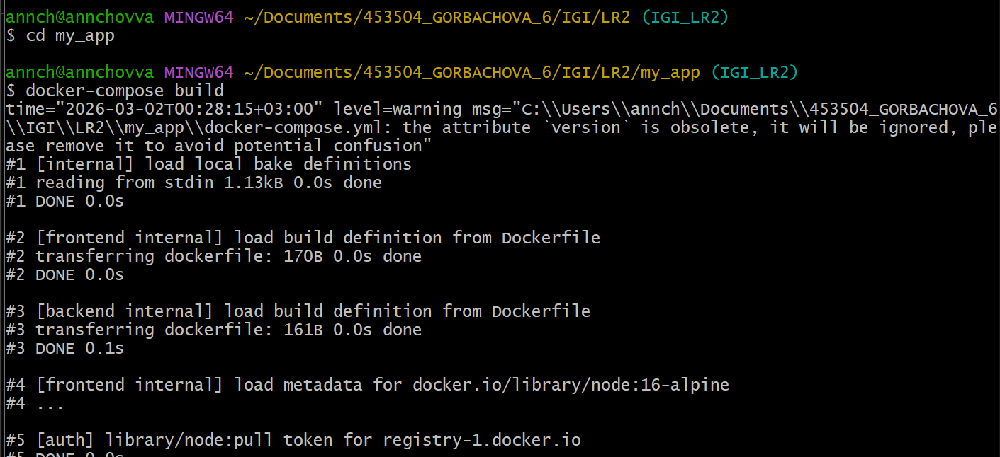 annch@annchovva MINGW64 ~/Documents/453504_GORBACHOVA_6/IGI/LR2 (IGI_LR2)
$ cd my_app
annch@annchovva MINGW64 ~/Documents/453504_GORBACHOVA_6/IGI/LR2/my_app (IGI_LR2)
$ docker-compose build
time="2026-03-02T00:28:15+03:00" level=warning msg="C:\\Users\\annch\\Documents\\453504_GORBACHOVA_6
\\IGI\\LR2\\my_app\\docker-compose.yml: the attribute `version` is obsolete, it will be ignored, ple
ase remove it to avoid potential confusion"
#1 [internal] load local bake definitions
#1 reading from stdin 1.13kB 0.0s done
#1 DONE 0.0s
#2 [frontend internal] load build definition from Dockerfile
#2 transferring dockerfile: 170B 0.0s done
#2 DONE 0.0s
#3 [backend internal] load build definition from Dockerfile
#3 transferring dockerfile: 161B 0.0s done
#3 DONE 0.1s
#4 [frontend internal] load metadata for docker.io/library/node:16-alpine
#4 ...
#5 [auth] library/node:pull token for registry-1.docker.io
#5 DONE 0.0s